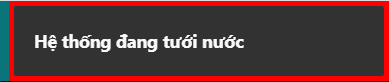 Hệ thống đang tưới nước